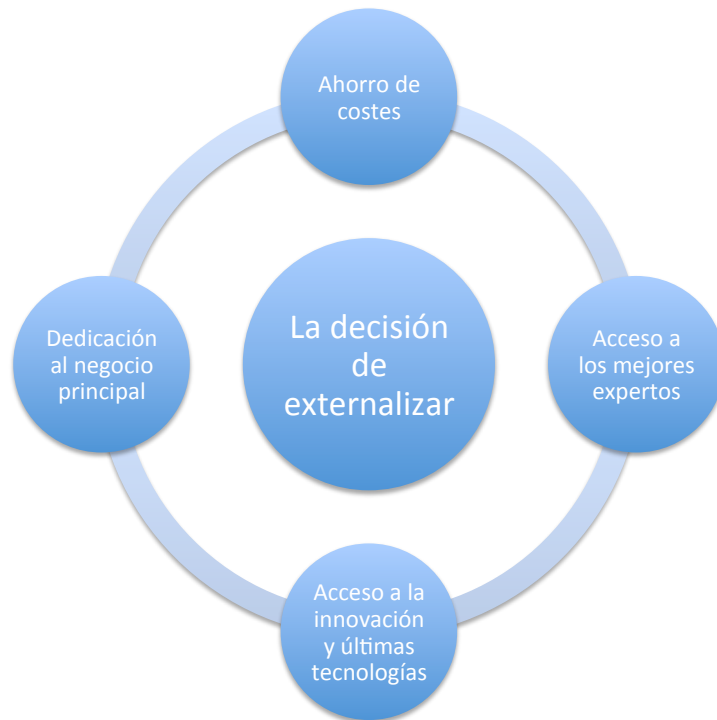 Ahorro de
costes
La decisión
de
externalizar
Dedicación
al negocio
principal
Acceso a
los mejores
expertos
Acceso a la
innovación
y últimas
tecnologías